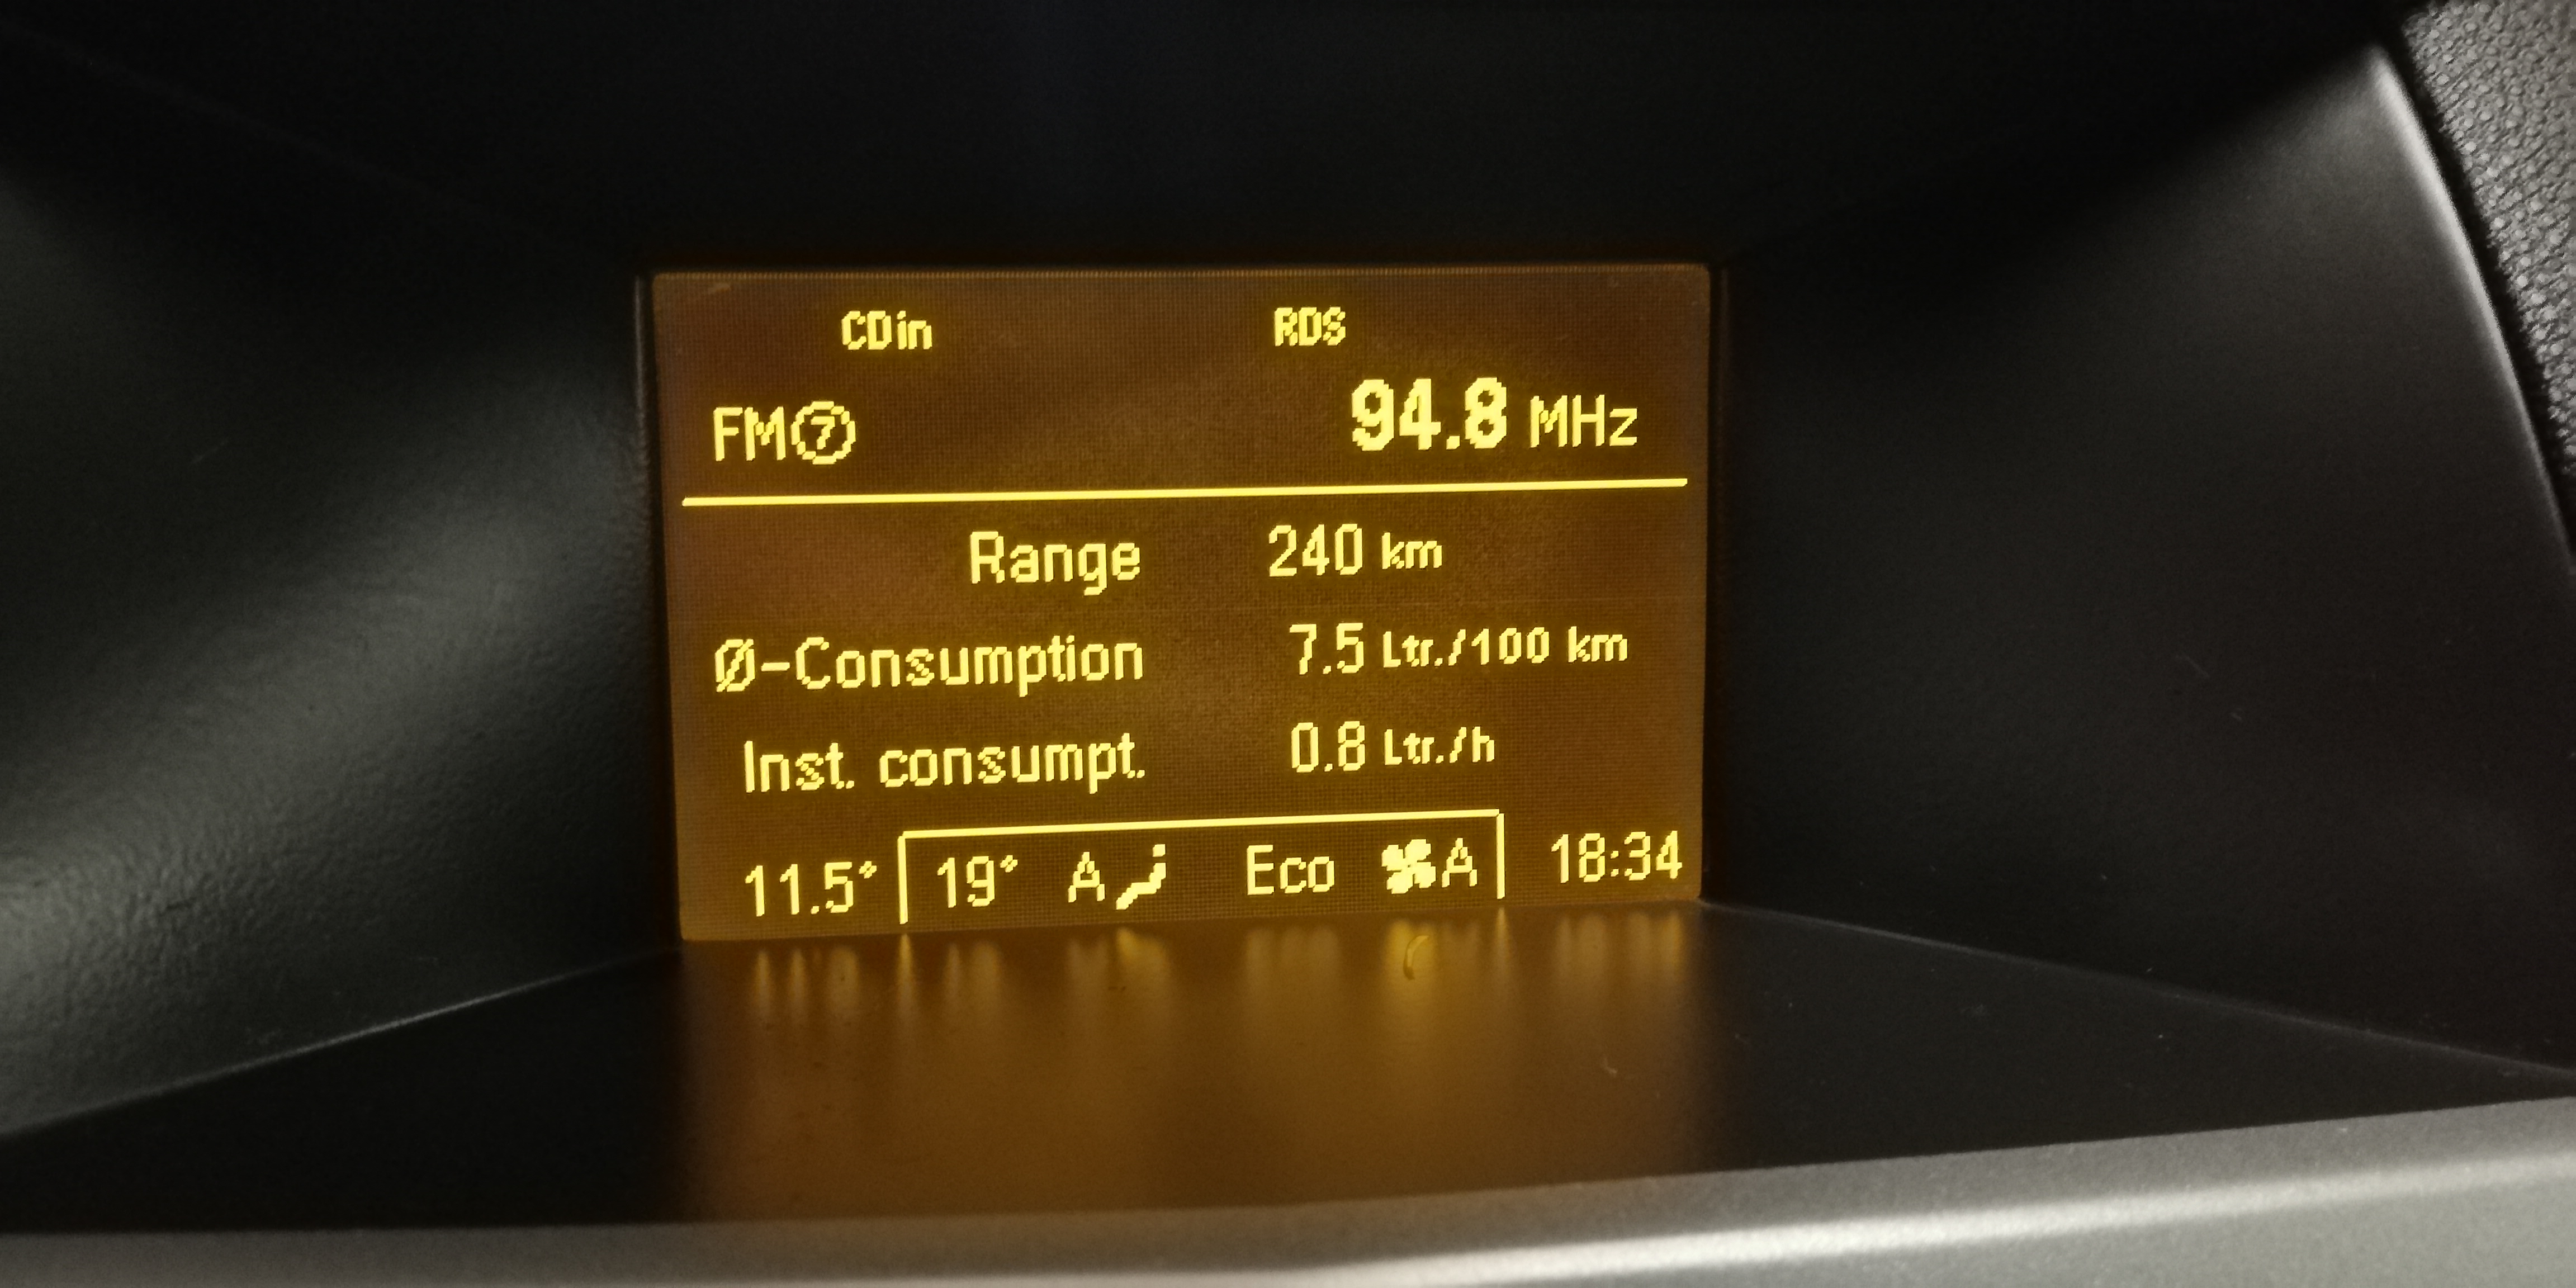 CDin RDS
FM⑦ 94.8 MHz
Range 240 km
Ø-Consumption 7.5 Ltr./100 km
Inst. consumpt. 0.8 Ltr./h
11.5° 19° A Eco A 18:34